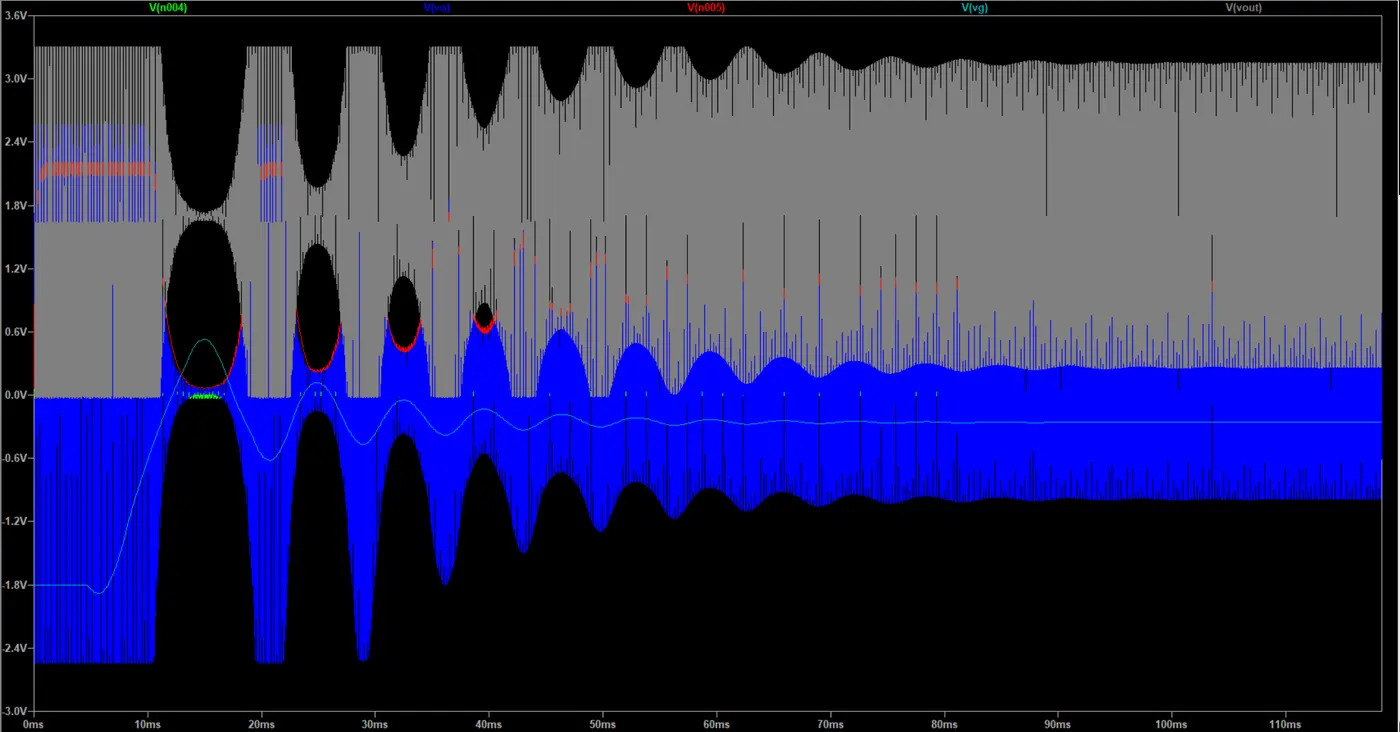 V(n004) V(vo) V(n005) V(vg) V(vout)
3.6V
3.0V
2.4V
1.8V
1.2V
0.6V
0.0V
-0.6V
-1.2V
-1.8V
-2.4V
-3.0V
0ms 10ms 20ms 30ms 40ms 50ms 60ms 70ms 80ms 90ms 100ms 110ms